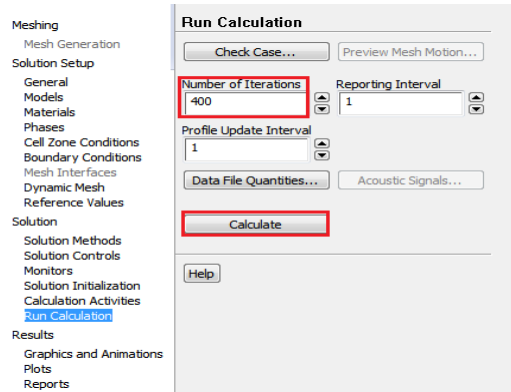 Meshing
Mesh Generation
Solution Setup
General
Models
Materials
Phases
Cell Zone Conditions
Boundary Conditions
Mesh Interfaces
Dynamic Mesh
Reference Values
Solution
Solution Methods
Solution Controls
Monitors
Solution Initialization
Calculation Activities
Run Calculation
Results
Graphics and Animations
Plots
Reports
Run Calculation
Check Case... Preview Mesh Motion...
Number of Iterations Reporting Interval
400 1
Profile Update Interval
1
Data File Quantities... Acoustic Signals...
Calculate
Help